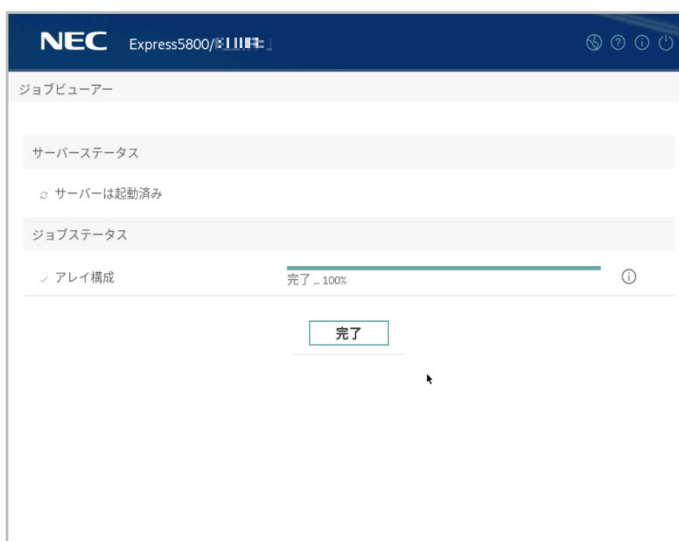 NEC Express5800/
ジョブビューアー
サーバーステータス
サーバーは起動済み
ジョブステータス
アレイ構成
完了 … 100%
完了